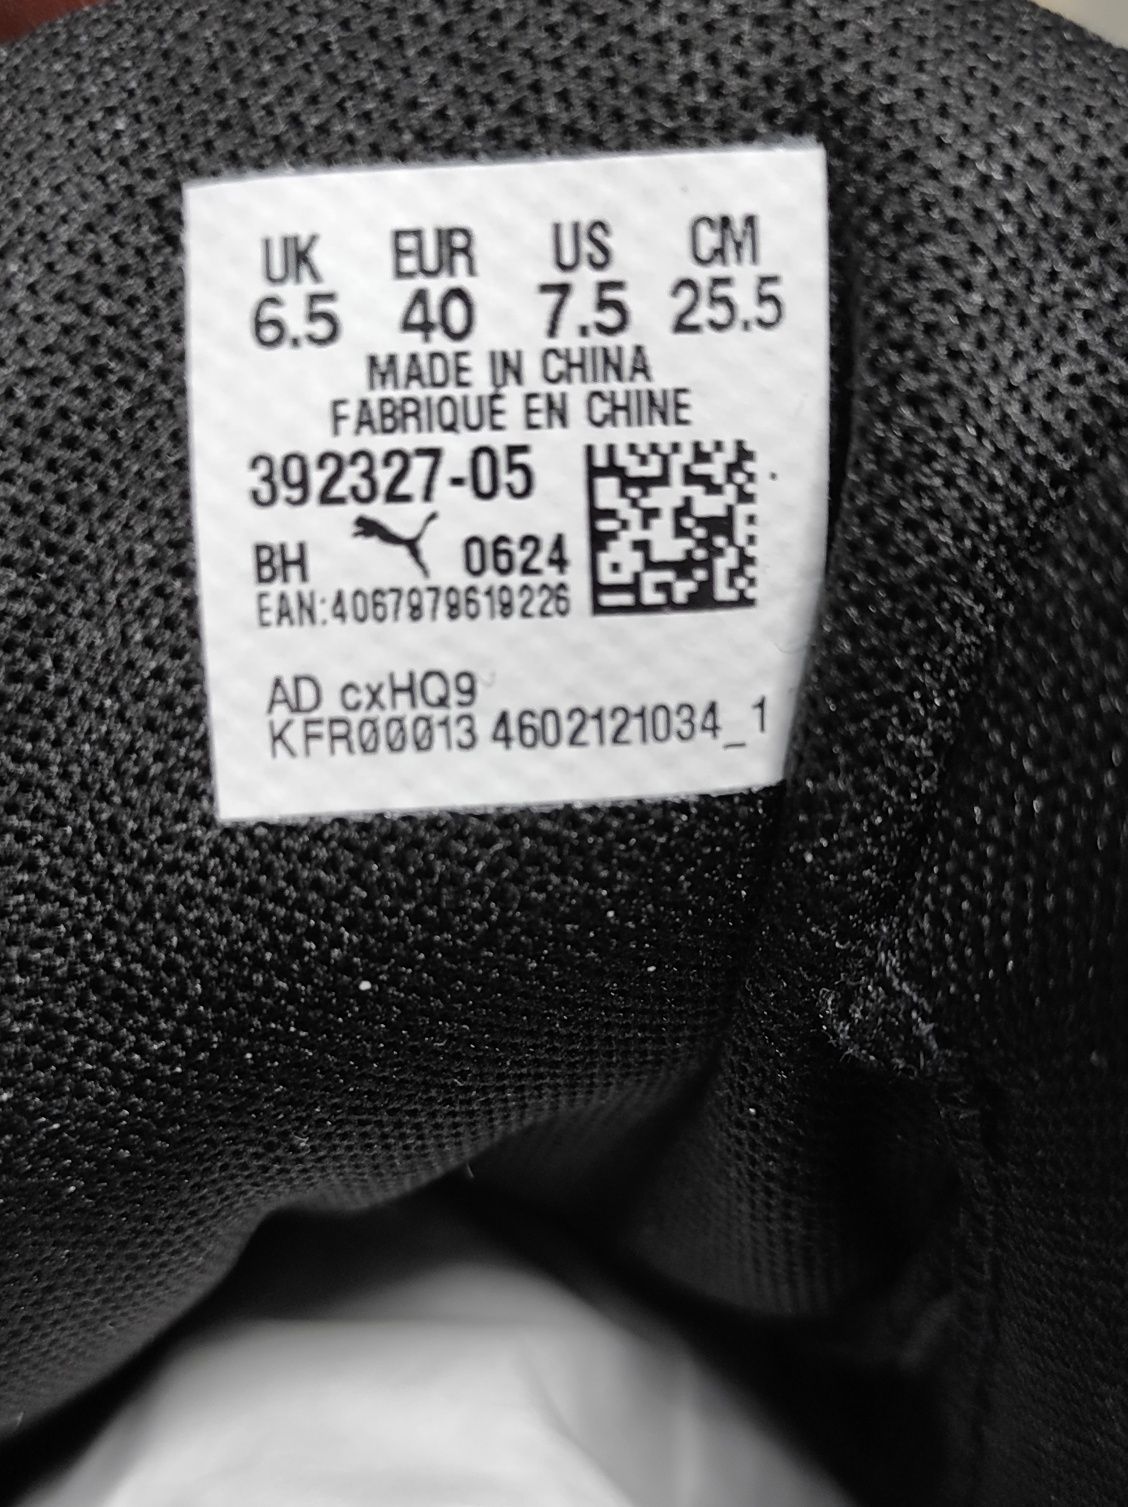 UK EUR US CM
6.5 40 7.5 25.5
MADE IN CHINA
FABRIQUÉ EN CHINE
392327-05
BH 0624
EAN:4067979619226
AD cxHQ9
KFR00013 4602121034_1